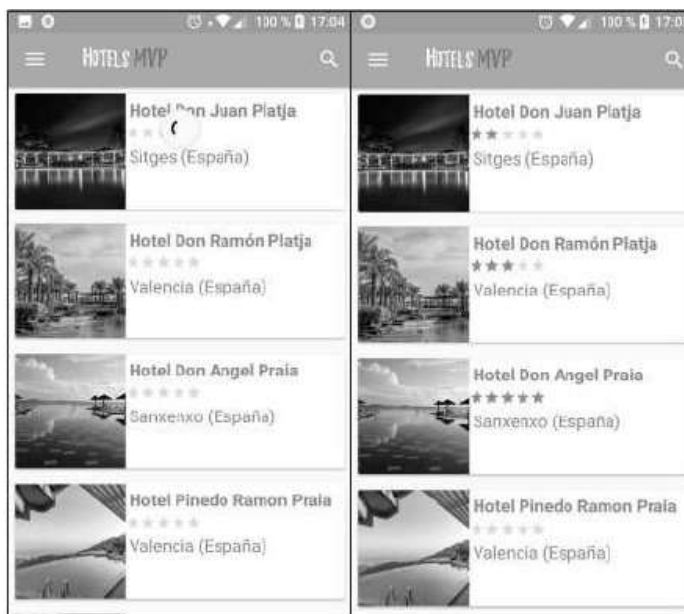 100 % 17:04
HOTELS MVP
Hotel Don Juan Platja
Sitges (España)
Hotel Don Ramón Platja
Valencia (España)
Hotel Don Angel Praia
Sanxenxo (España)
Hotel Pinedo Ramon Praia
Valencia (España)
100 % 17:0
HOTELS MVP
Hotel Don Juan Platja
Sitges (España)
Hotel Don Ramón Platja
Valencia (España)
Hotel Don Angel Praia
Sanxenxo (España)
Hotel Pinedo Ramon Praia
Valencia (España)